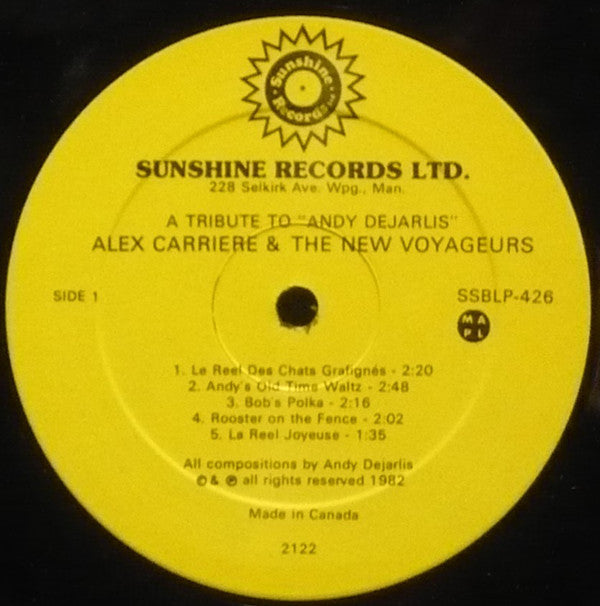 Sunshine
Records Ltd.
SUNSHINE RECORDS LTD.
228 Selkirk Ave. Wpg., Man.
A TRIBUTE TO "ANDY DEJARLIS"
ALEX CARRIERE & THE NEW VOYAGEURS
SIDE 1
SSBLP-426
M A
P L
1. Le Reel Des Chats Grafignés - 2:20
2. Andy's Old Time Waltz - 2:48
3. Bob's Polka - 2:16
4. Rooster on the Fence - 2:02
5. La Reel Joyeuse - 1:35
All compositions by Andy Dejarlis
© & ℗ all rights reserved 1982
Made in Canada
2122